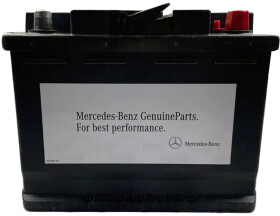 Mercedes-Benz GenuineParts.
For best performance.
Mercedes-Benz